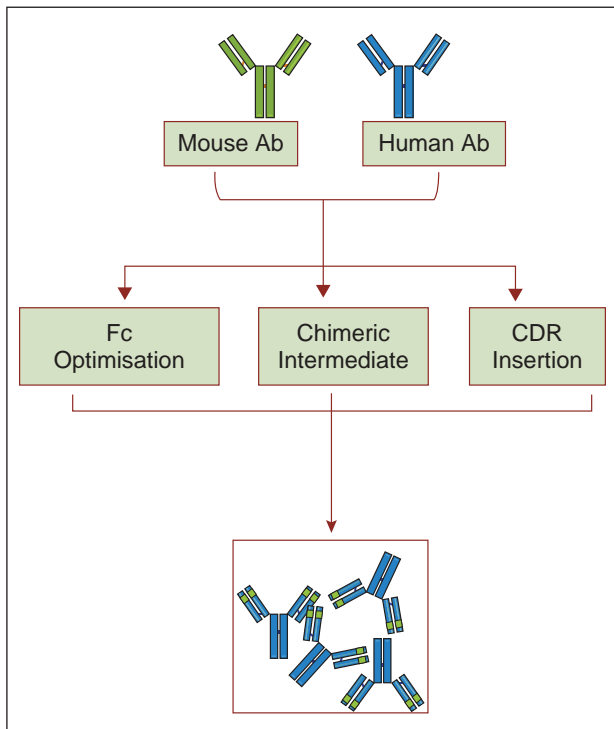 Mouse Ab
Human Ab
Fc
Optimisation
Chimeric
Intermediate
CDR
Insertion